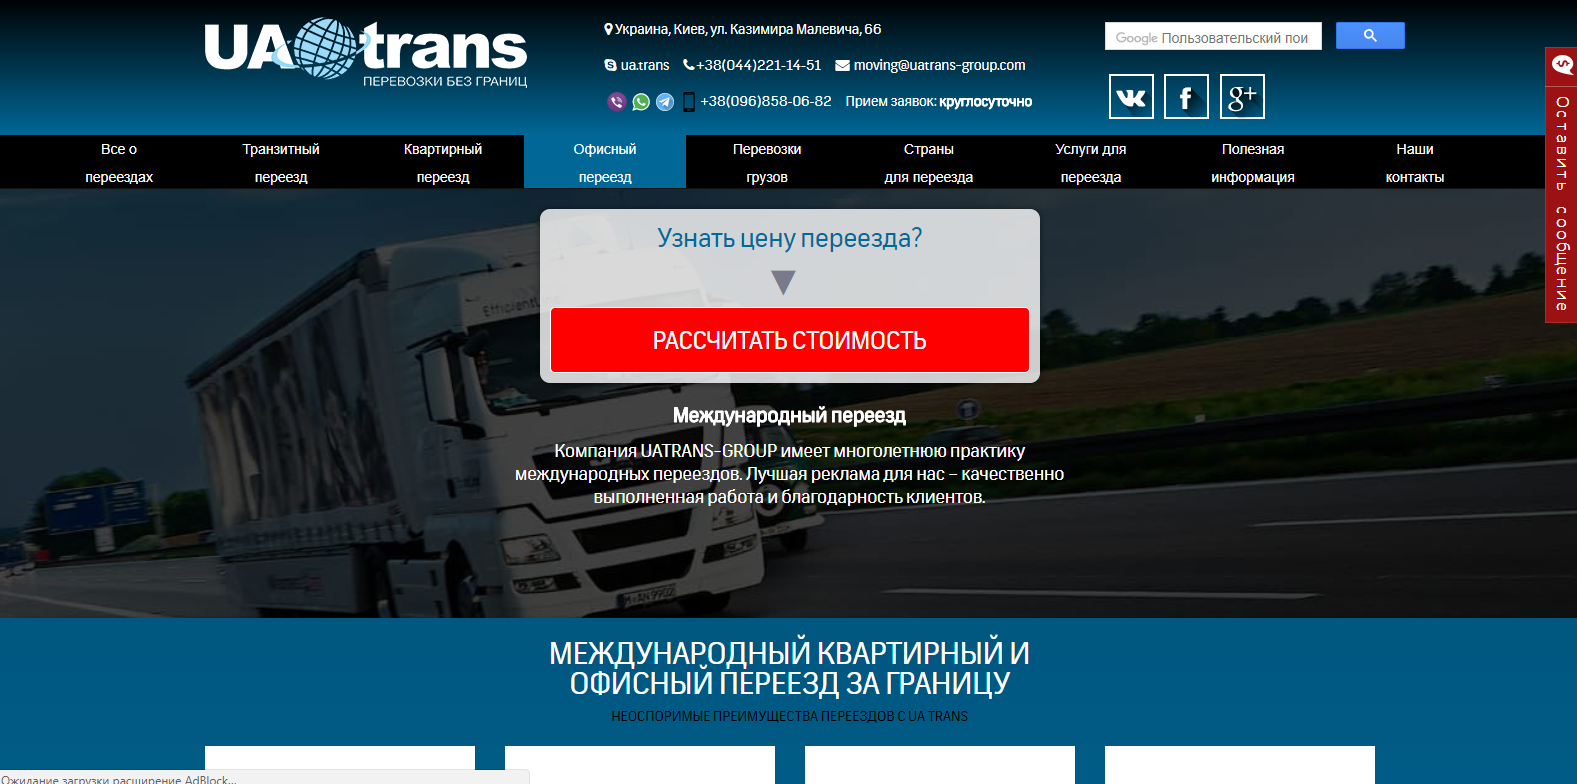 UA trans
ПЕРЕВОЗКИ БЕЗ ГРАНИЦ
Украина, Киев, ул. Казимира Малевича, 66
ua.trans +38(044)221-14-51 moving@uatrans-group.com
+38(096)858-06-82 Прием заявок: круглосуточно
Google Пользовательский пои
Оставить сообщение
Все о
переездах
Транзитный
переезд
Квартирный
переезд
Офисный
переезд
Перевозки
грузов
Страны
для переезда
Услуги для
переезда
Полезная
информация
Наши
контакты
Узнать цену переезда?
РАССЧИТАТЬ СТОИМОСТЬ
Международный переезд
Компания UATRANS-GROUP имеет многолетнюю практику
международных переездов. Лучшая реклама для нас – качественно
выполненная работа и благодарность клиентов.
МЕЖДУНАРОДНЫЙ КВАРТИРНЫЙ И
ОФИСНЫЙ ПЕРЕЕЗД ЗА ГРАНИЦУ
НЕОСПОРИМЫЕ ПРЕИМУЩЕСТВА ПЕРЕЕЗДОВ С UA TRANS
Ожидание загрузки расширение AdBlock...